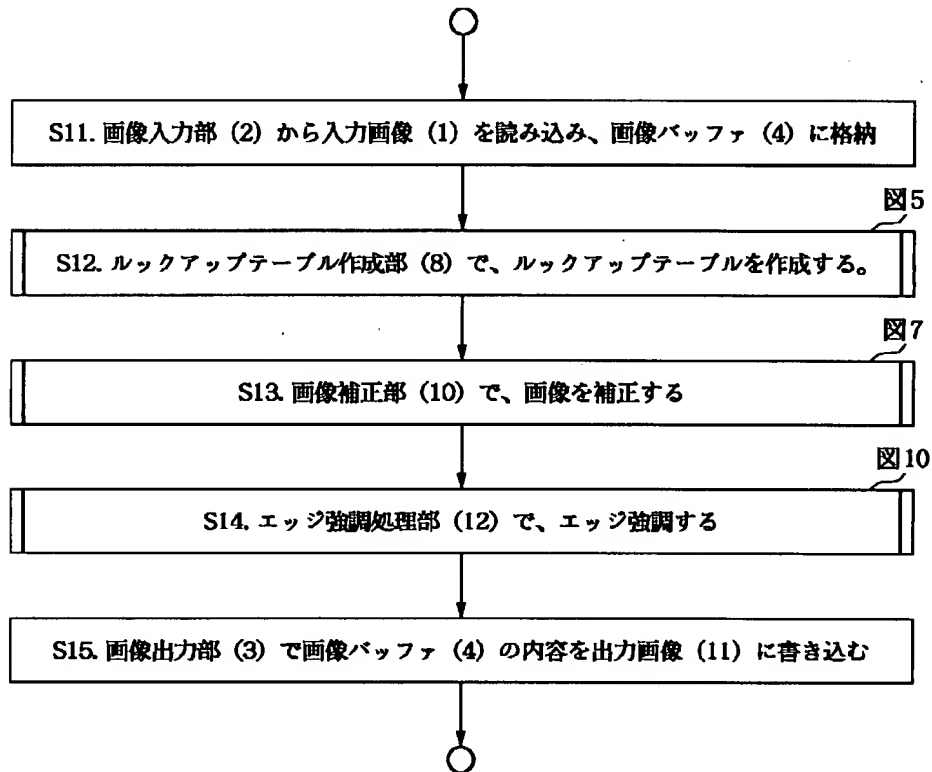 S11. 画像入力部 (2) から入力画像 (1) を読み込み、画像バッファ (4) に格納
図5
S12. ルックアップテーブル作成部 (8) で、ルックアップテーブルを作成する。
図7
S13. 画像補正部 (10) で、画像を補正する
図10
S14. エッジ強調処理部 (12) で、エッジ強調する
S15. 画像出力部 (3) で画像バッファ (4) の内容を出力画像 (11) に書き込む